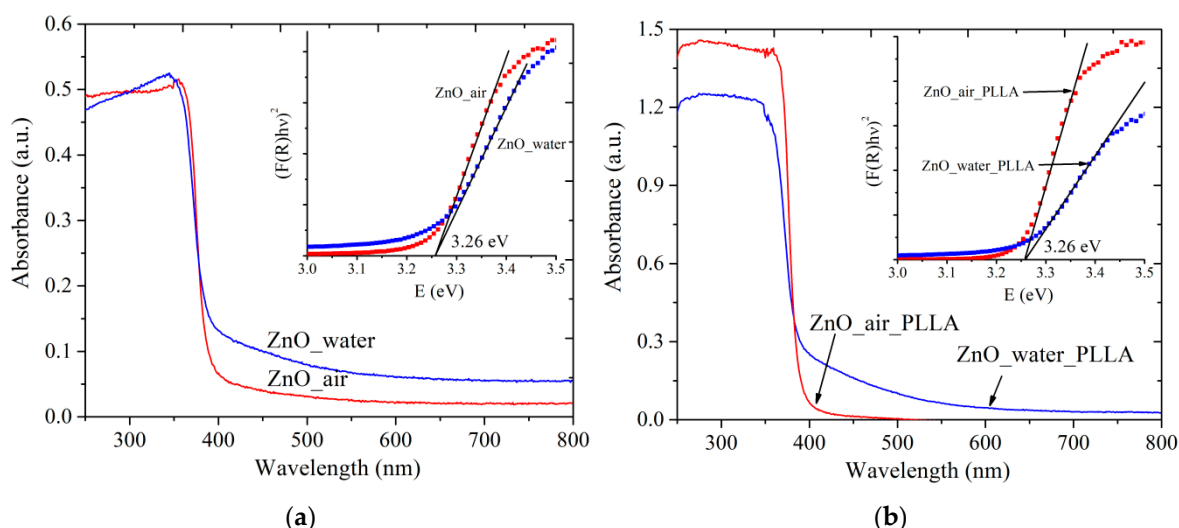 0.6
0.5
0.4
0.3
0.2
0.1
0.0
Absorbance (a.u.)
300 400 500 600 700 800
Wavelength (nm)
ZnO_water
ZnO_air
(F(R)hν)²
ZnO_air
ZnO_water
3.26 eV
3.0 3.1 3.2 3.3 3.4 3.5
E (eV)
(a)
1.5
1.2
0.9
0.6
0.3
0.0
Absorbance (a.u.)
300 400 500 600 700 800
Wavelength (nm)
ZnO_air_PLLA
ZnO_water_PLLA
(F(R)hν)²
ZnO_air_PLLA
ZnO_water_PLLA
3.26 eV
3.0 3.1 3.2 3.3 3.4 3.5
E (eV)
(b)